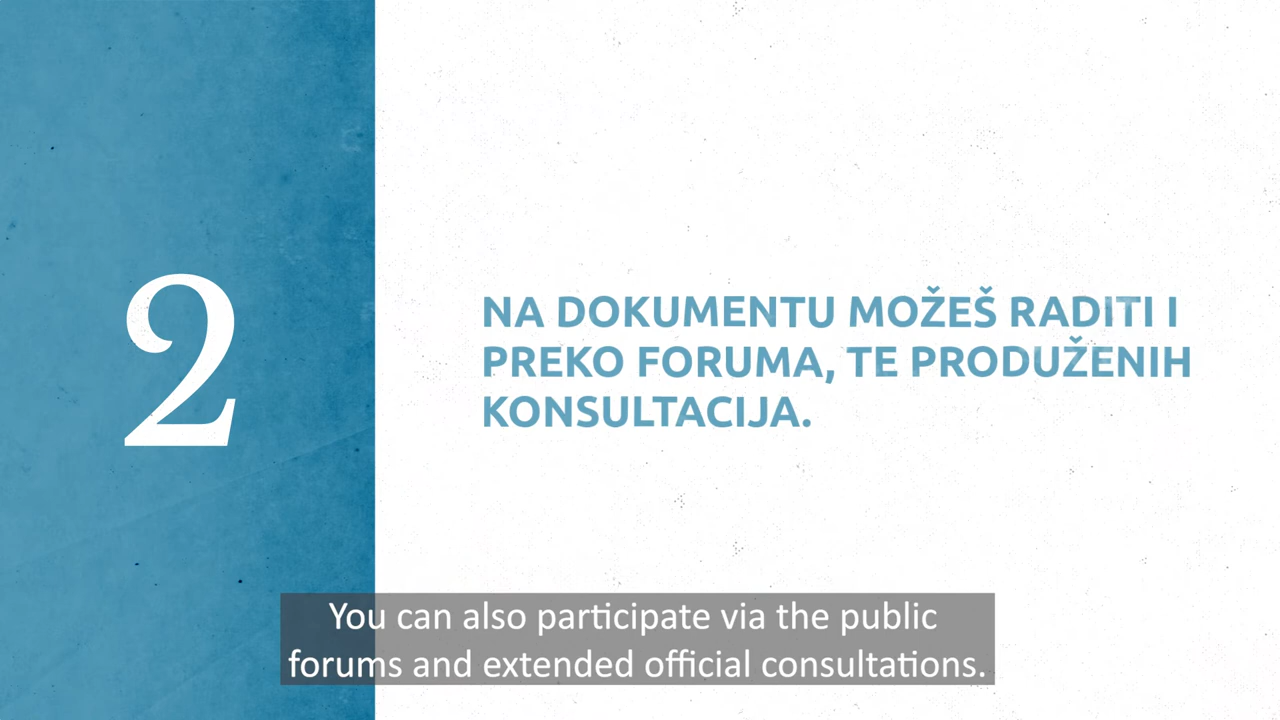 2
NA DOKUMENTU MOŽEŠ RADITI I
PREKO FORUMA, TE PRODUŽENIH
KONSULTACIJA.
You can also participate via the public
forums and extended official consultations.